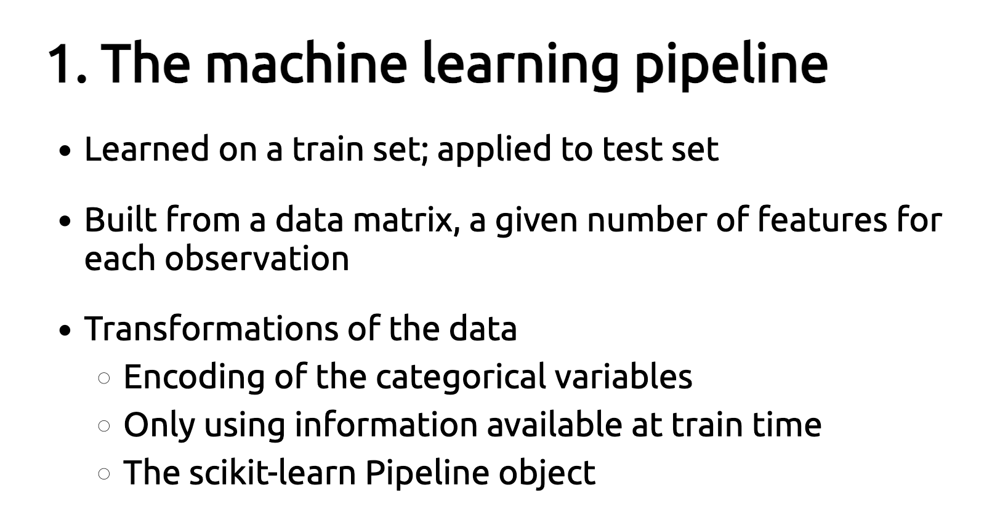 1. The machine learning pipeline
• Learned on a train set; applied to test set
• Built from a data matrix, a given number of features for
each observation
• Transformations of the data
○ Encoding of the categorical variables
○ Only using information available at train time
○ The scikit-learn Pipeline object